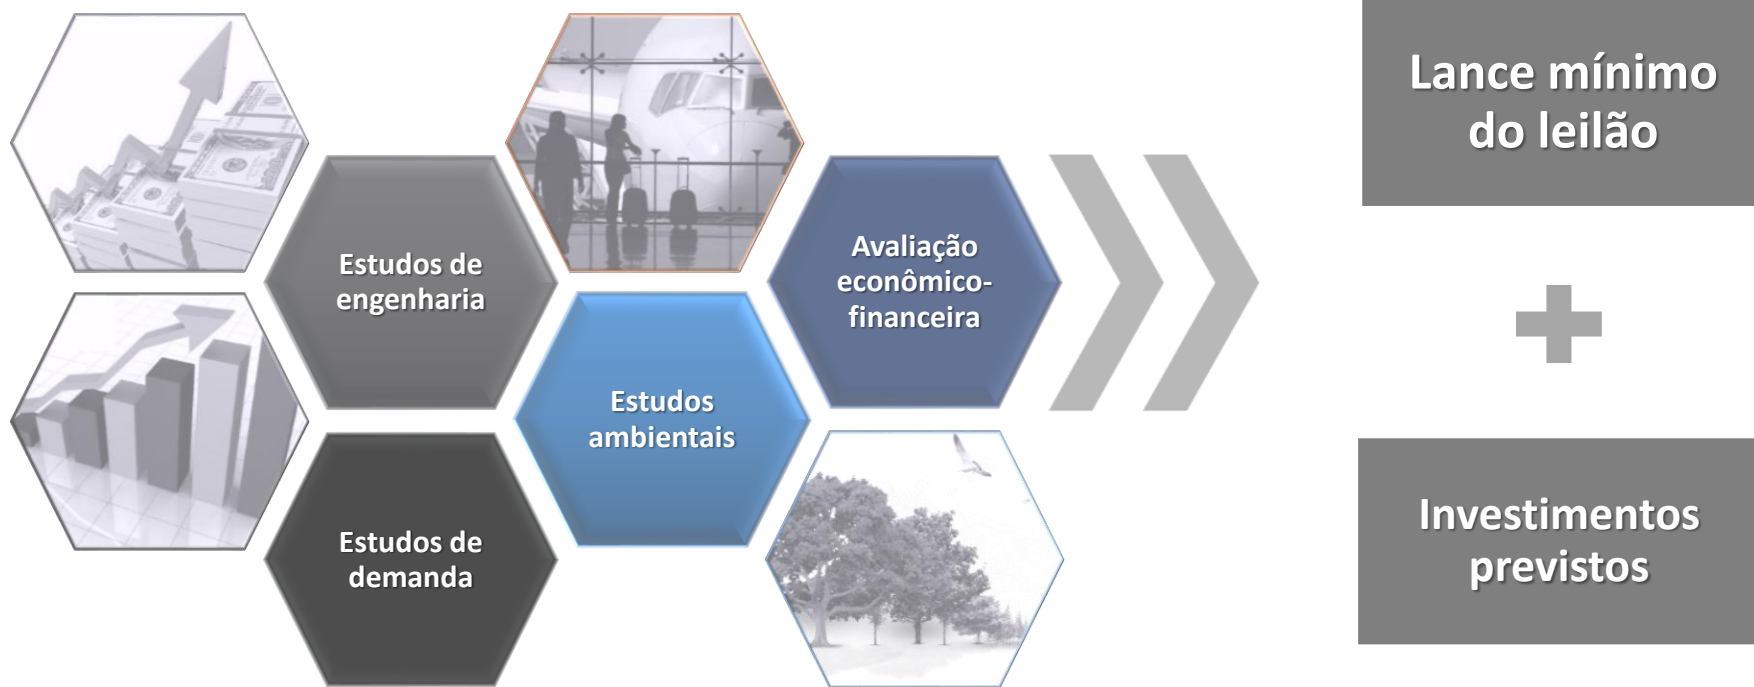 Estudos de
engenharia
Estudos de
demanda
Estudos
ambientais
Avaliação
econômico-
financeira
Lance mínimo
do leilão
Investimentos
previstos